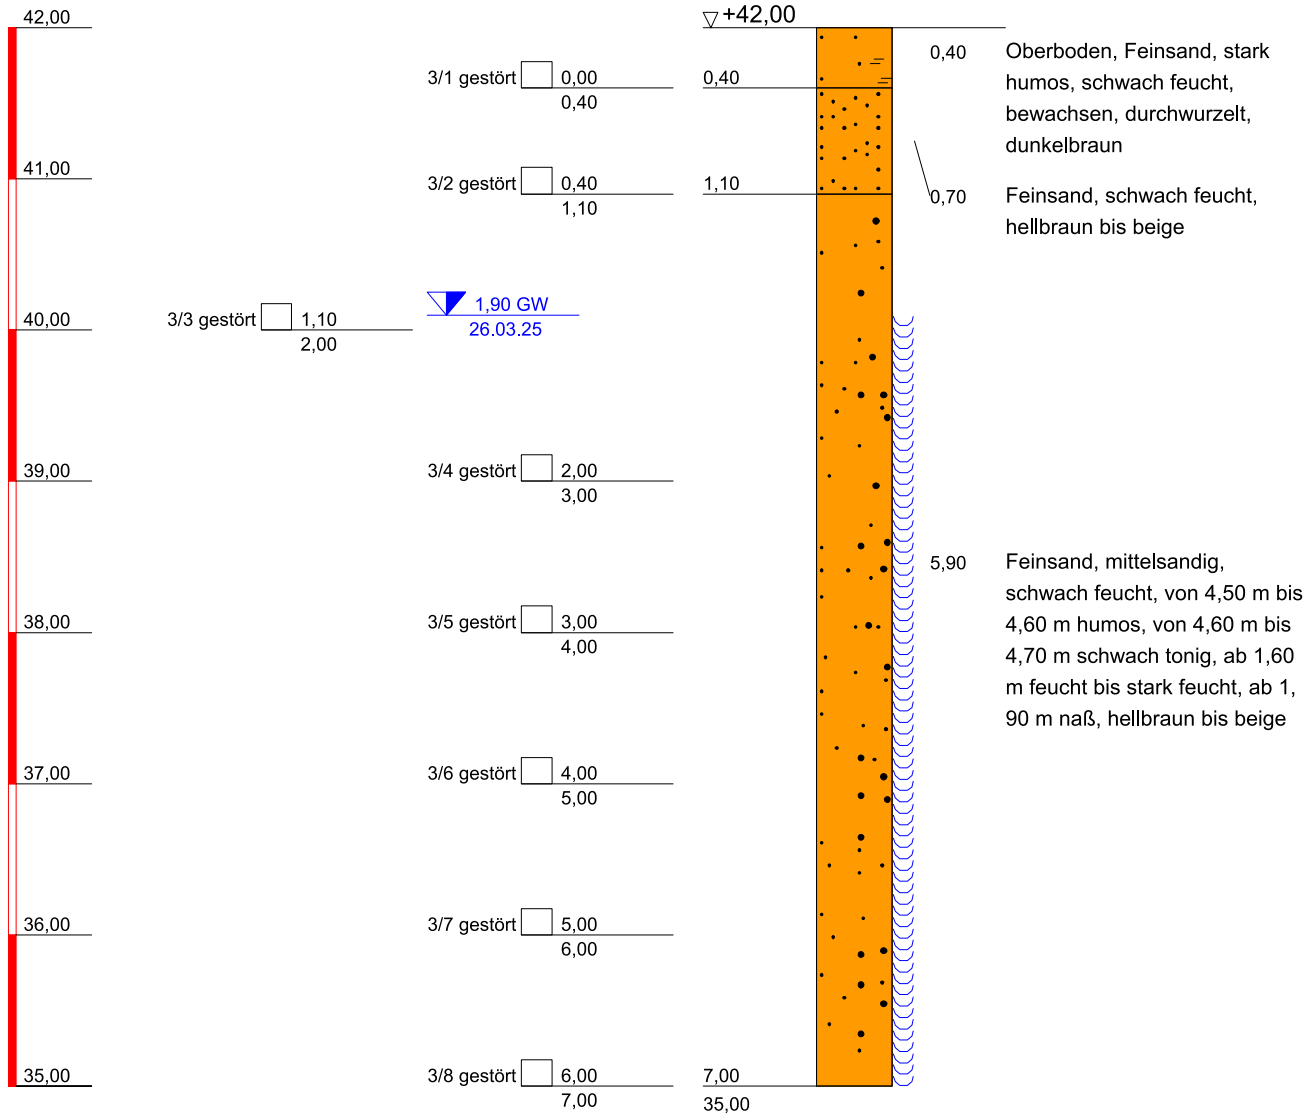 42,00
+42,00
0,40
Oberboden, Feinsand, stark
humos, schwach feucht,
bewachsen, durchwurzelt,
dunkelbraun
3/1 gestört
0,00
0,40
0,40
41,00
3/2 gestört
0,40
1,10
1,10
0,70
Feinsand, schwach feucht,
hellbraun bis beige
40,00
3/3 gestört
1,10
2,00
1,90 GW
26.03.25
39,00
3/4 gestört
2,00
3,00
5,90
Feinsand, mittelsandig,
schwach feucht, von 4,50 m bis
4,60 m humos, von 4,60 m bis
4,70 m schwach tonig, ab 1,60
m feucht bis stark feucht, ab 1,
90 m naß, hellbraun bis beige
38,00
3/5 gestört
3,00
4,00
37,00
3/6 gestört
4,00
5,00
36,00
3/7 gestört
5,00
6,00
35,00
3/8 gestört
6,00
7,00
7,00
35,00